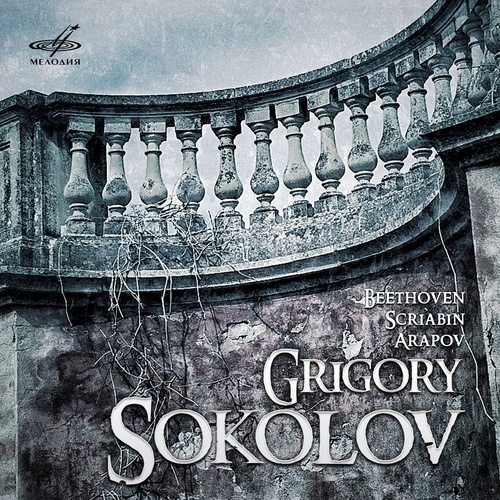 МЕЛОДИЯ
BEETHOVEN
SCRIABIN
ARAPOV
GRIGORY
SOKOLOV